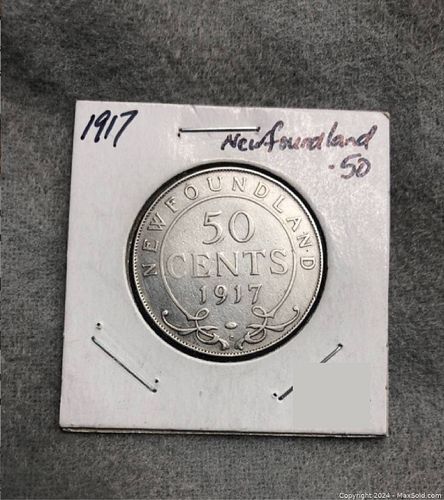 1917
Newfoundland
.50
NEWFOUNDLAND
50
CENTS
1917
Copyright 2024 - MaxSold.com